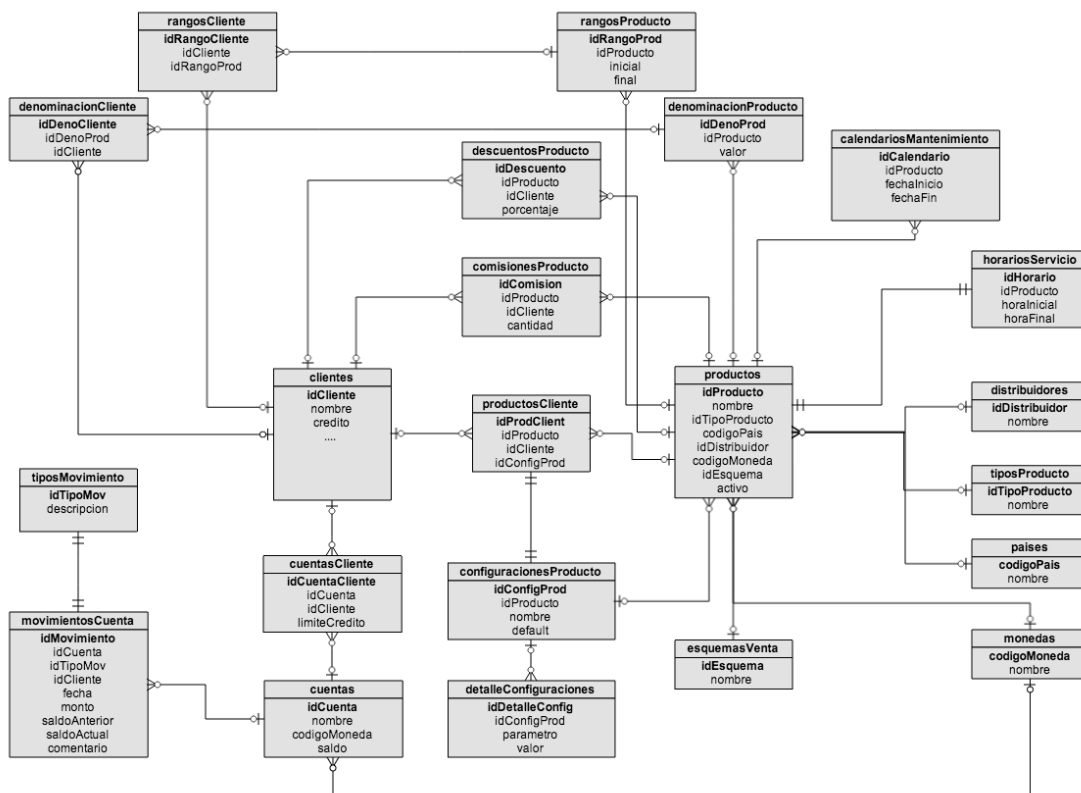 rangosCliente
idRangoCliente
idCliente
idRangoProd
rangosProducto
idRangoProd
idProducto
inicial
final
denominacionCliente
idDenoCliente
idDenoProd
idCliente
denominacionProducto
idDenoProd
idProducto
valor
calendariosMantenimiento
idCalendario
idProducto
fechaInicio
fechaFin
descuentosProducto
idDescuento
idProducto
idCliente
porcentaje
comisionesProducto
idComision
idProducto
idCliente
cantidad
horariosServicio
idHorario
idProducto
horaInicial
horaFinal
clientes
idCliente
nombre
credito
....
productosCliente
idProdClient
idProducto
idCliente
idConfigProd
productos
idProducto
nombre
idTipoProducto
codigoPais
idDistribuidor
codigoMoneda
idEsquema
activo
distribuidores
idDistribuidor
nombre
tiposProducto
idTipoProducto
nombre
paises
codigoPais
nombre
tiposMovimiento
idTipoMov
descripcion
cuentasCliente
idCuentaCliente
idCuenta
idCliente
limiteCredito
configuracionesProducto
idConfigProd
idProducto
nombre
default
movimientosCuenta
idMovimiento
idCuenta
idTipoMov
idCliente
fecha
monto
saldoAnterior
saldoActual
comentario
cuentas
idCuenta
nombre
codigoMoneda
saldo
detalleConfiguraciones
idDetalleConfig
idConfigProd
parametro
valor
esquemasVenta
idEsquema
nombre
monedas
codigoMoneda
nombre